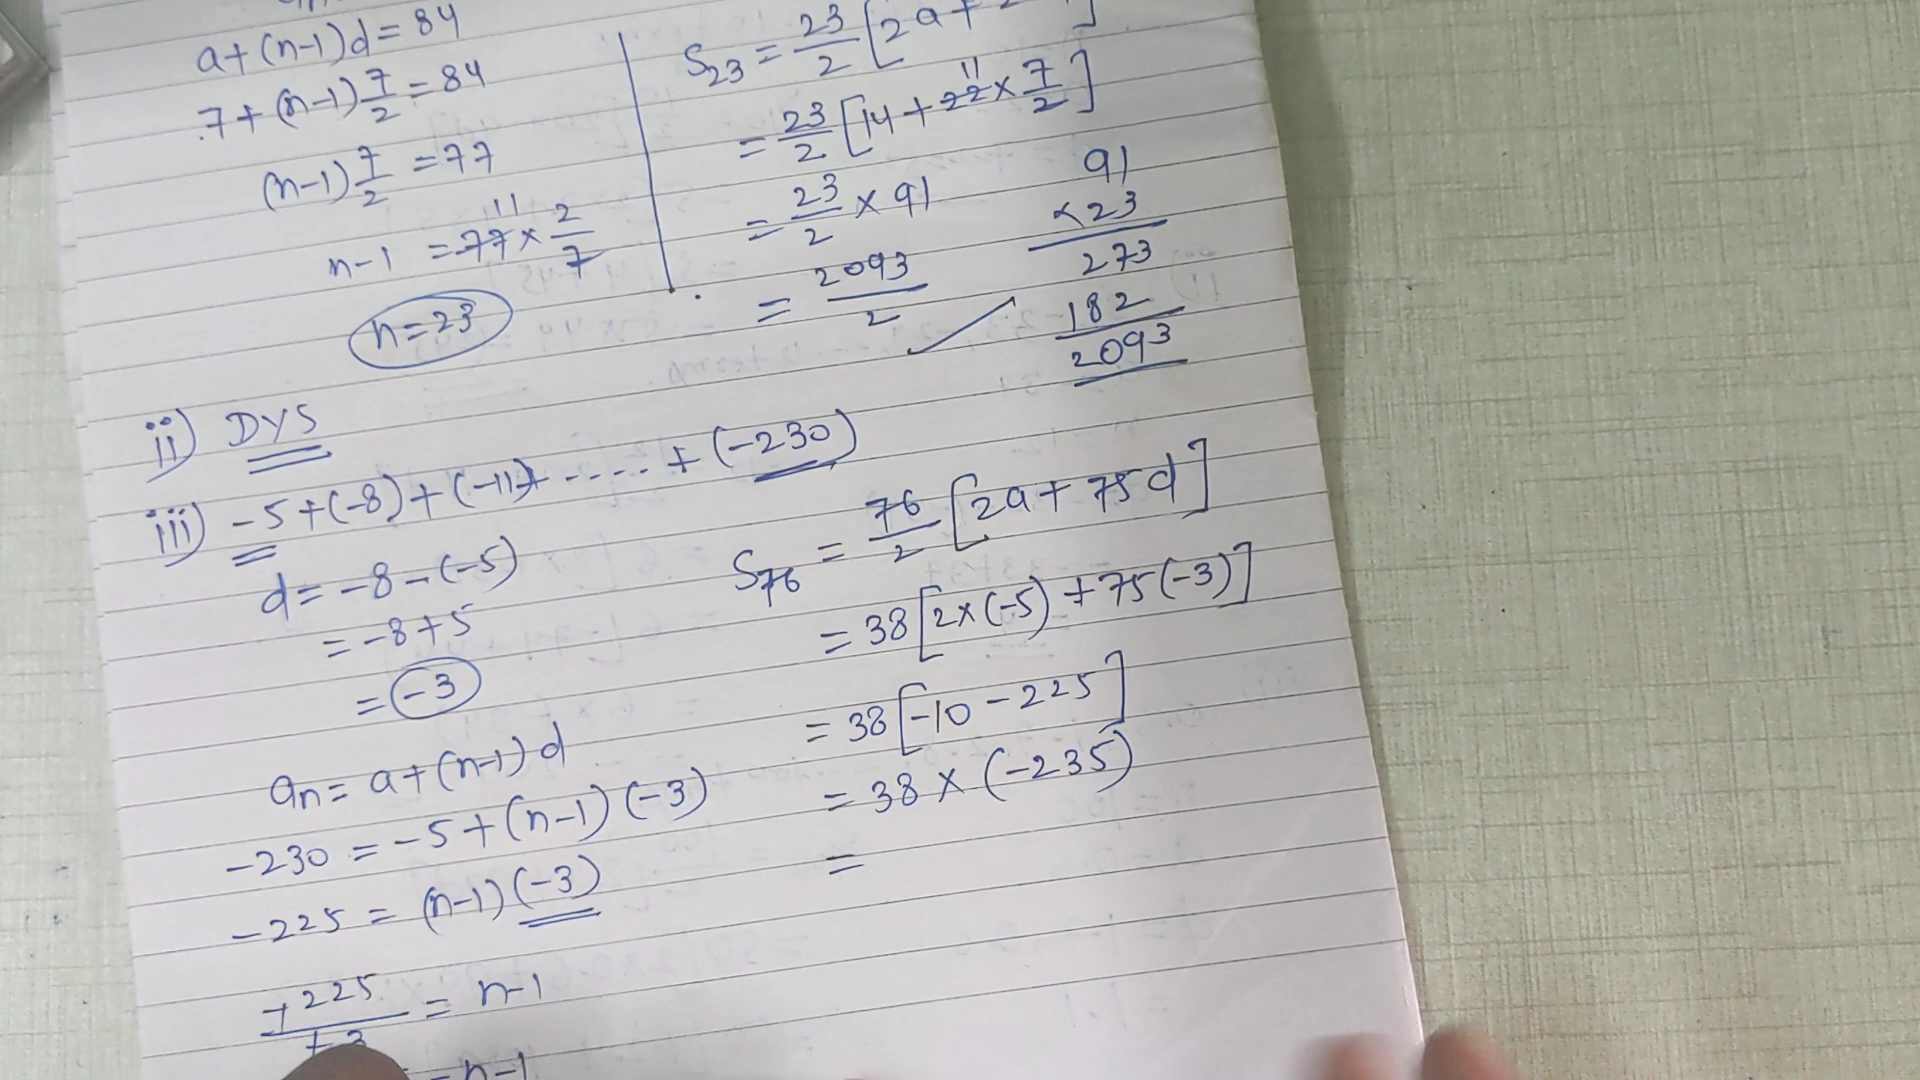 a+(n-1)d=84
7+(n-1)7/2=84
(n-1)7/2=77
n-1 =77×2/7
11
n=23
S23=23/2[2a+
=23/2[14+22×7/2]
11
=23/2×91
=2093/2
91
×23
273
182
2093
ii) DYS
iii) -5+(-8)+(-11)+-----+(-230)
d=-8-(-5)
=-8+5
=-3
an=a+(n-1)d
-230=-5+(n-1)(-3)
-225=(n-1)(-3)
+225/+3=n-1
=n-1
S76=76/2[2a+75d]
=38[2×(-5)+75(-3)]
=38[-10-225]
=38×(-235)
=